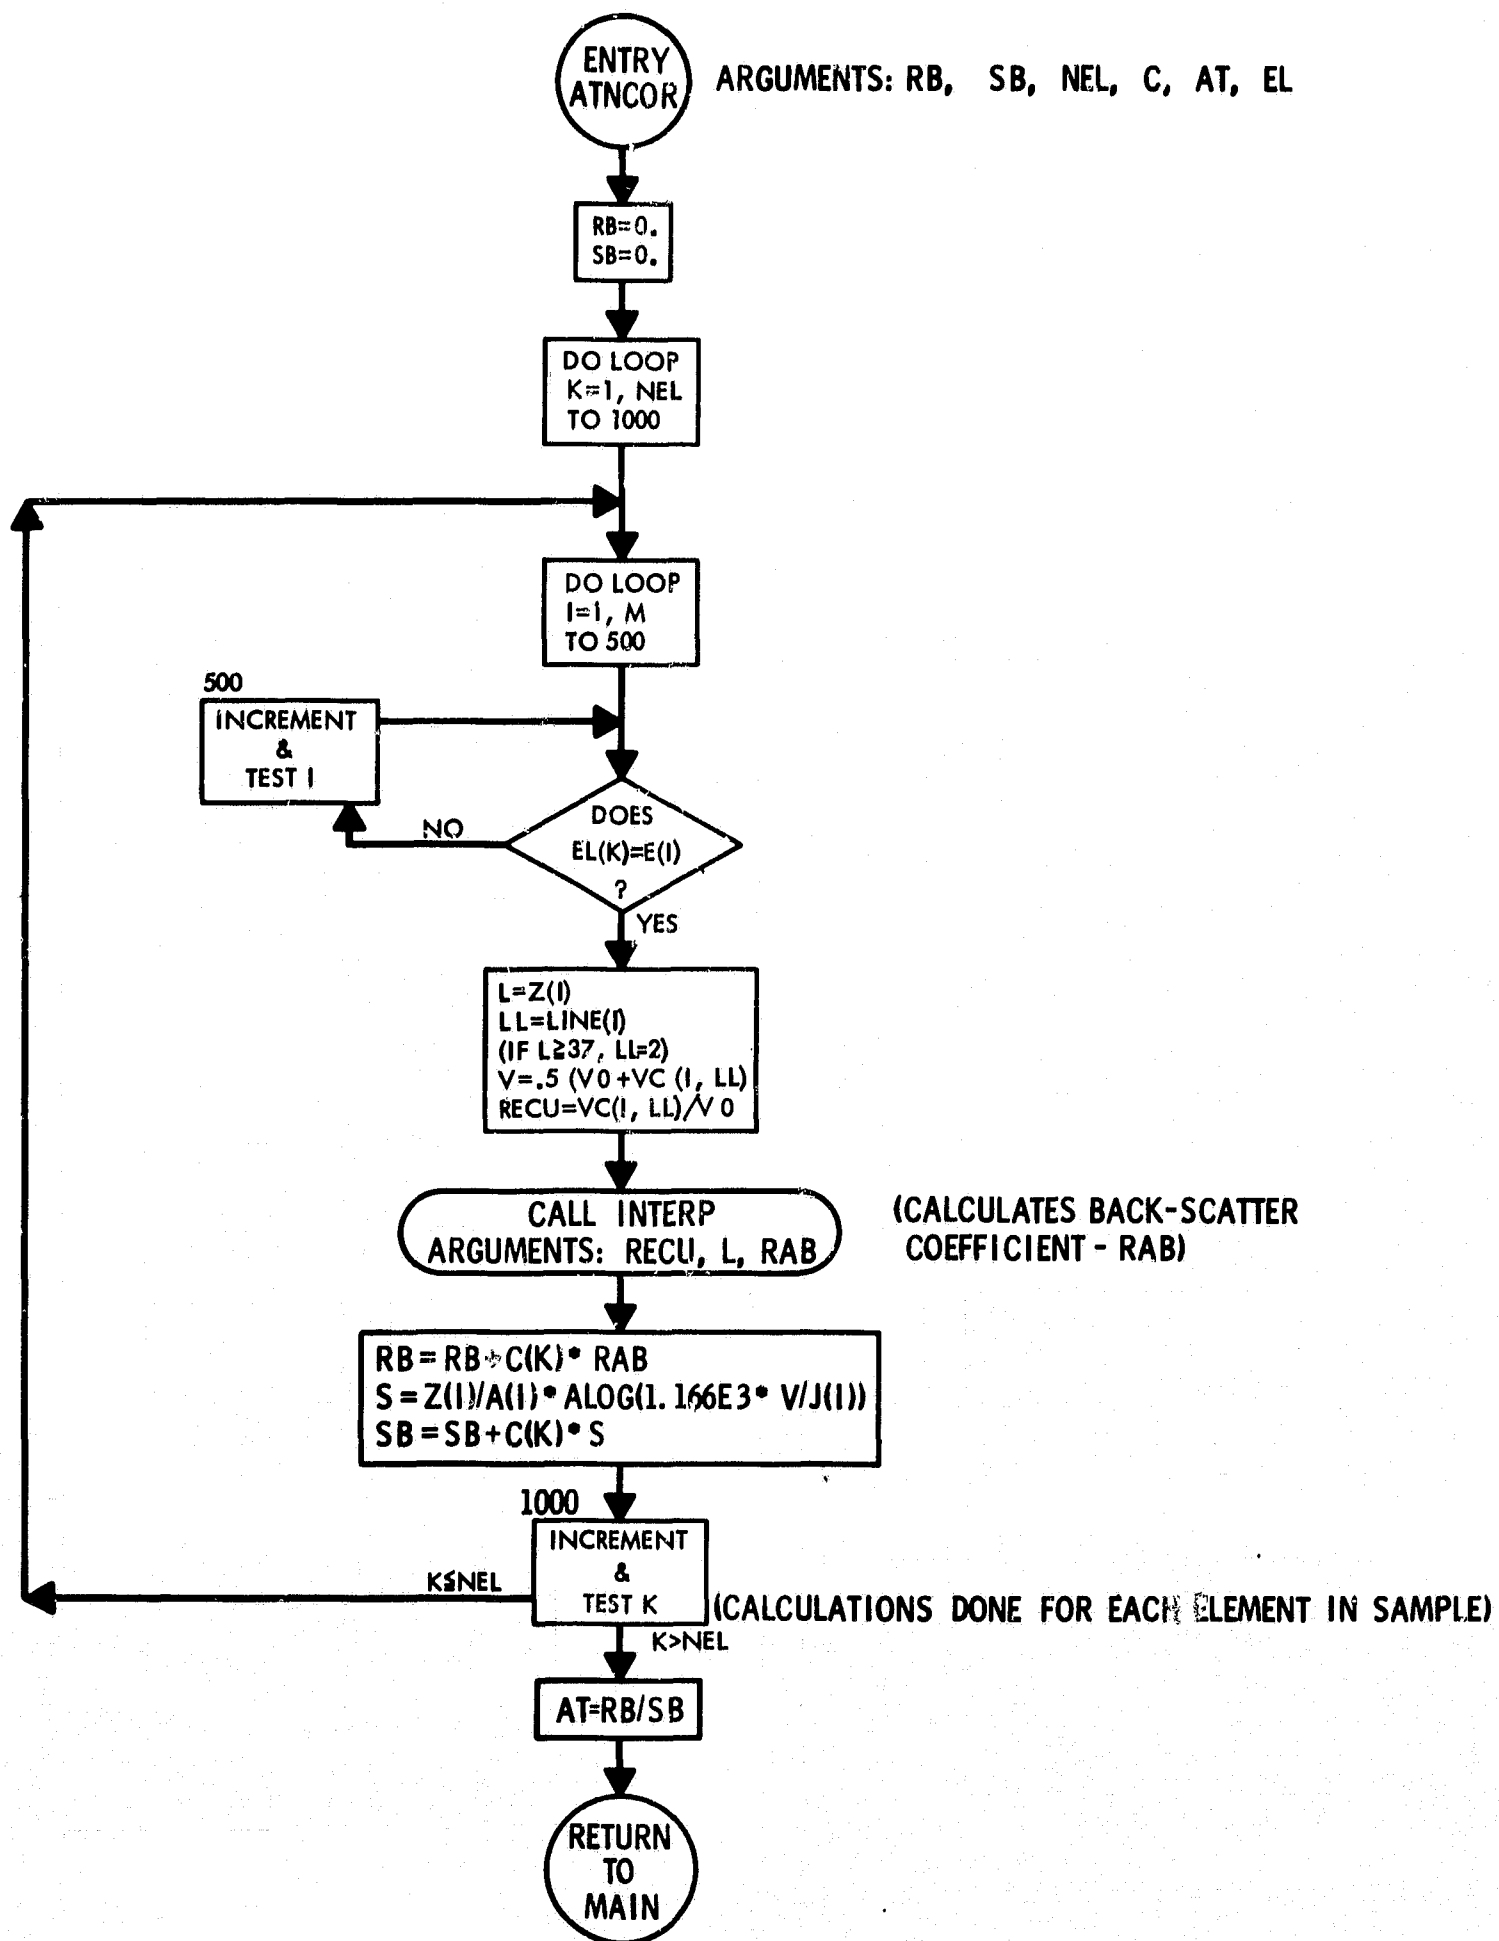 ENTRY
ATNCOR
ARGUMENTS: RB, SB, NEL, C, AT, EL
RB=0.
SB=0.
DO LOOP
K=1, NEL
TO 1000
DO LOOP
I=1, M
TO 500
500
INCREMENT
&
TEST I
NO
DOES
EL(K)=E(I)
?
YES
L=Z(I)
LL=LINE(I)
(IF L≧37, LL=2)
V=.5 (V0+VC (I, LL)
RECU=VC(I, LL)/V0
CALL INTERP
ARGUMENTS: RECU, L, RAB
(CALCULATES BACK-SCATTER
COEFFICIENT - RAB)
RB=RB+C(K)* RAB
S=Z(I)/A(I)* ALOG(1.166E3* V/J(I))
SB=SB+C(K)* S
1000
INCREMENT
&
TEST K
K≦NEL
(CALCULATIONS DONE FOR EACH ELEMENT IN SAMPLE)
K>NEL
AT=RB/SB
RETURN
TO
MAIN